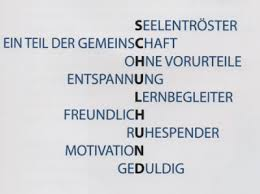 SEELENTRÖSTER
EIN TEIL DER GEMEINSCHAFT
OHNE VORURTEILE
ENTSPANNUNG
LERNBEGLEITER
FREUNDLICH
RUHESPENDER
MOTIVATION
GEDULDIG